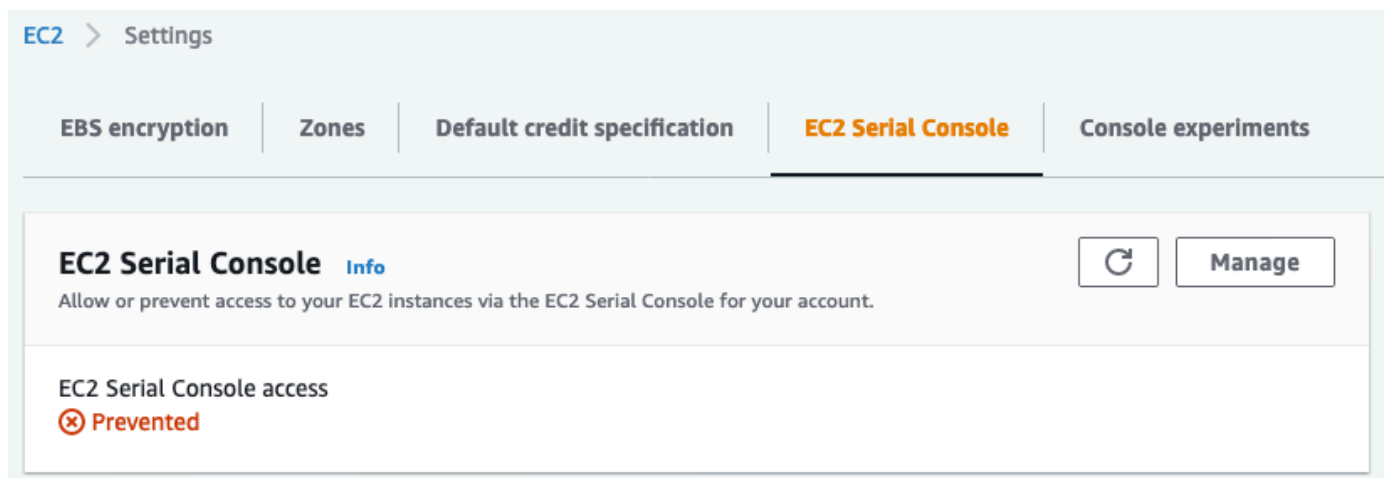 EC2 > Settings
EBS encryption Zones Default credit specification EC2 Serial Console Console experiments
EC2 Serial Console Info
Manage
Allow or prevent access to your EC2 instances via the EC2 Serial Console for your account.
EC2 Serial Console access
Prevented